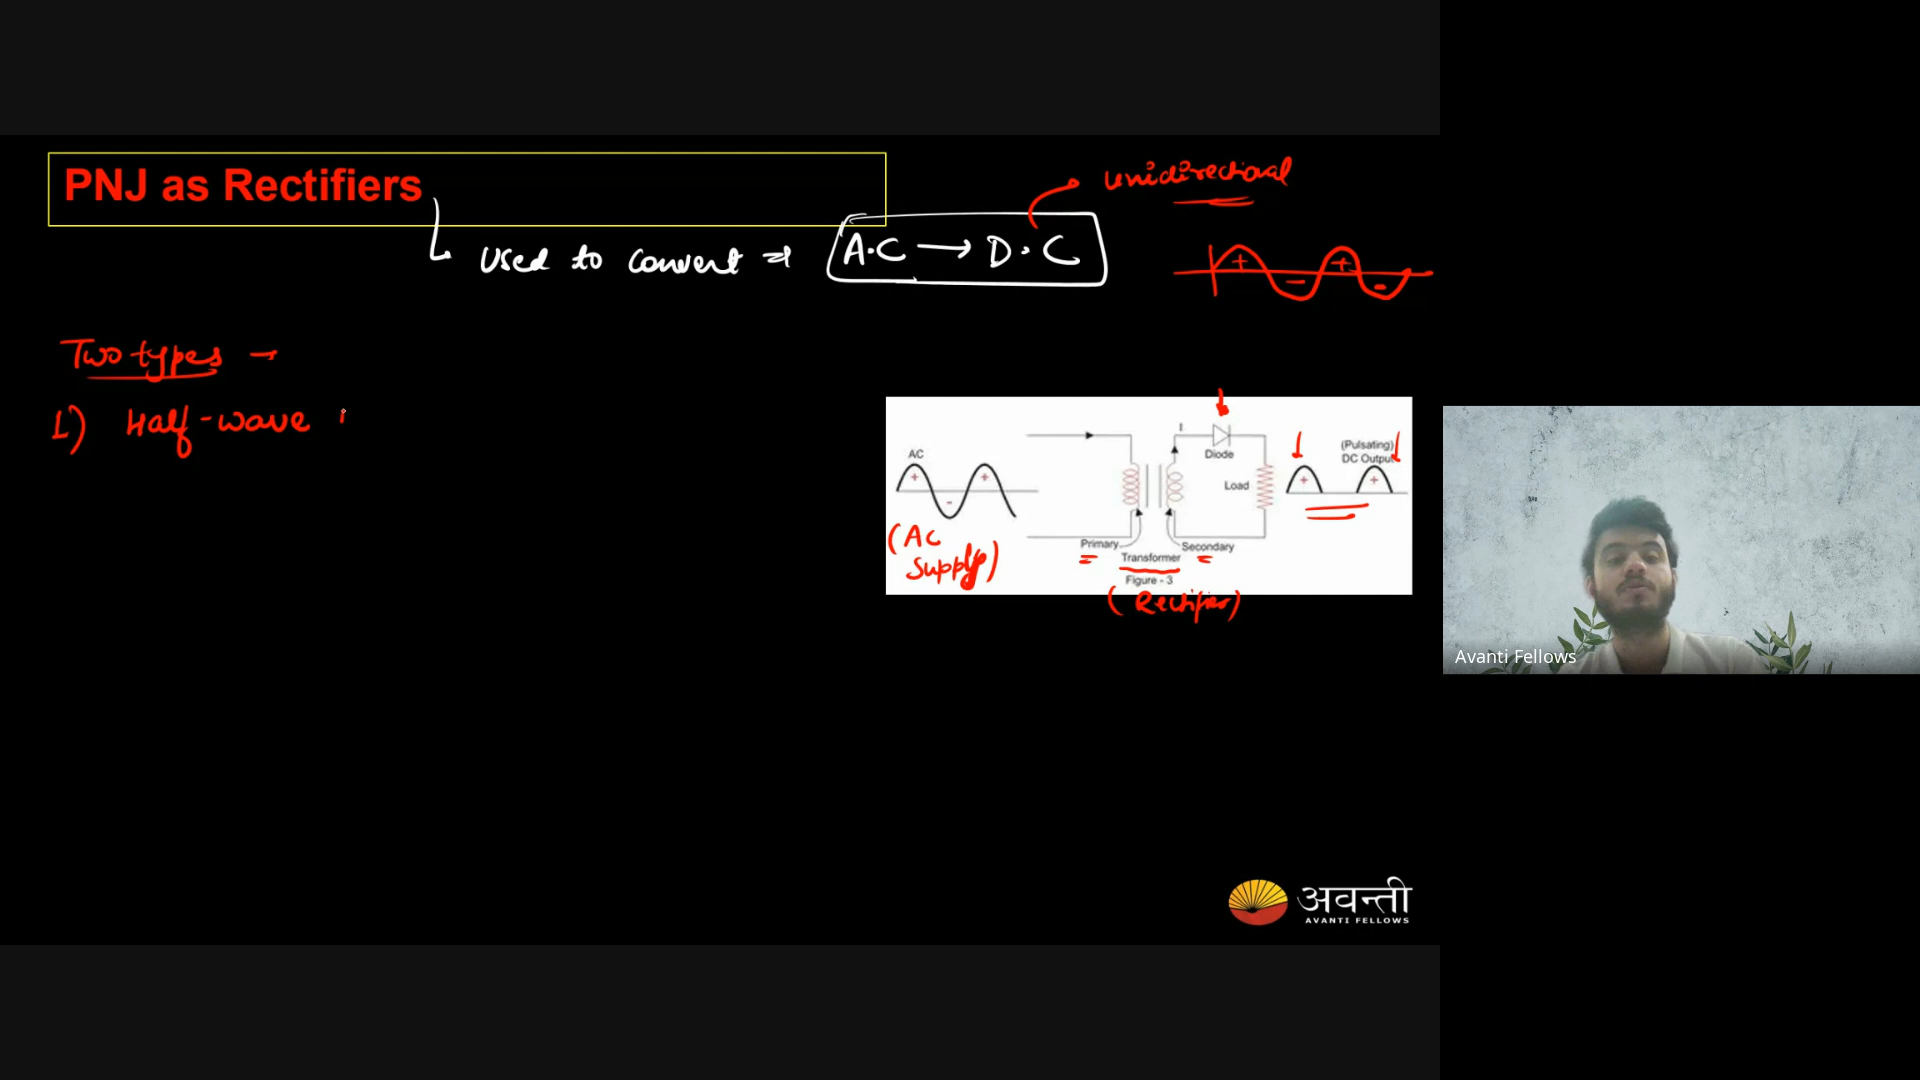 PNJ as Rectifiers
unidirectional
Used to convert ⇒ A.C → D.C
+ - + -
Two types →
1) Half-wave
I
Diode
(Pulsating)
DC Output
AC
+ - +
Load
+ +
(AC
Supply)
Primary
Secondary
Transformer
Figure - 3
(Rectifier)
Avanti Fellows
अवन्ती
AVANTI FELLOWS